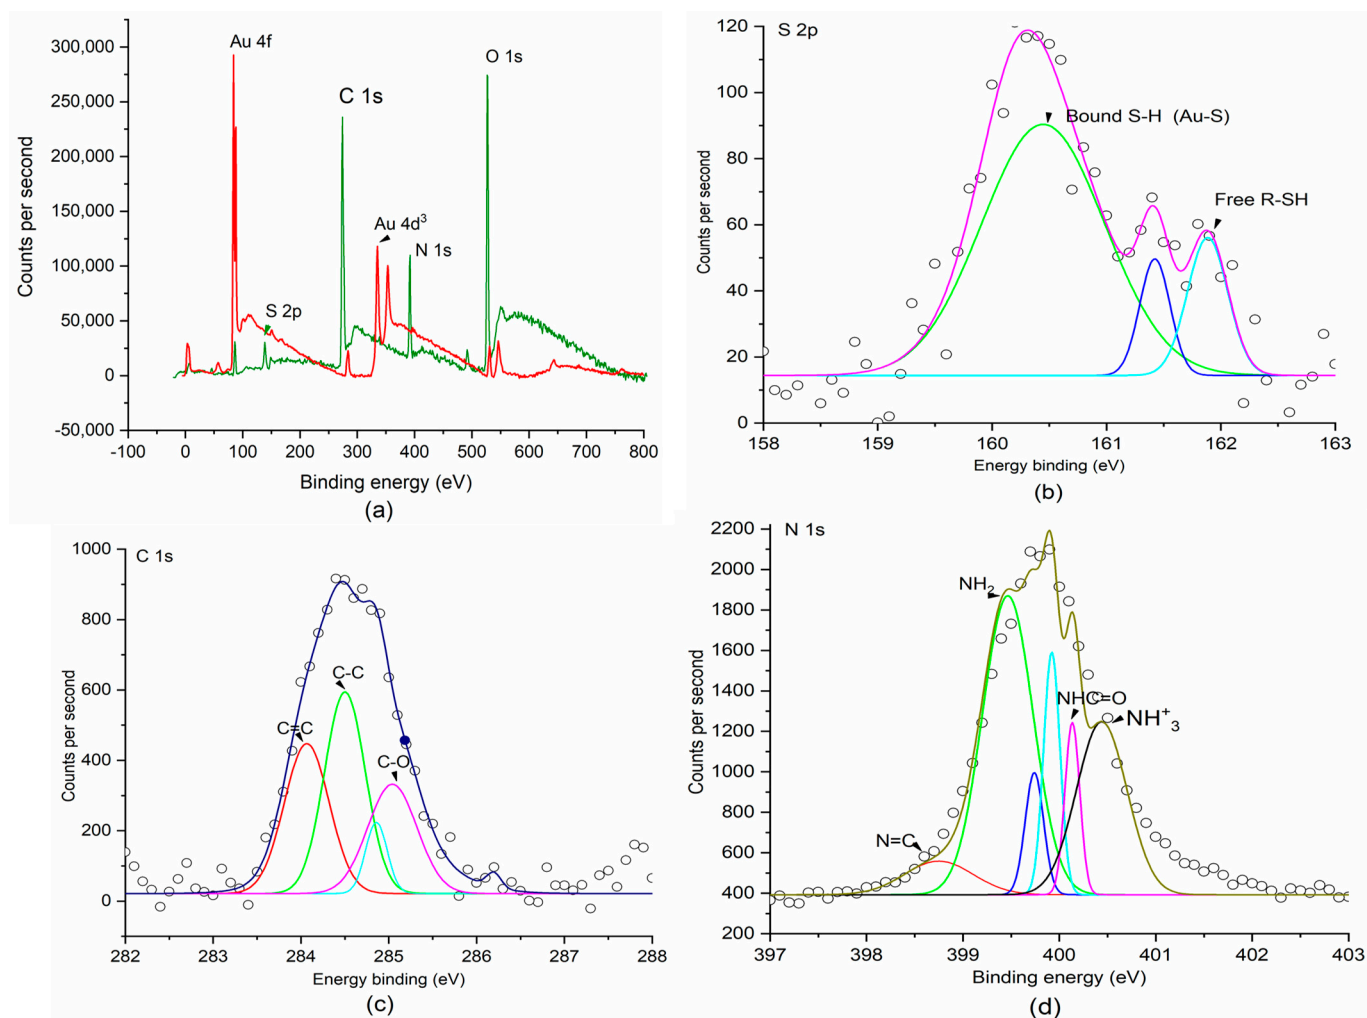 Au 4f
C 1s
O 1s
Au 4d³
N 1s
S 2p
300,000
250,000
200,000
150,000
100,000
50,000
0
-50,000
-100 0 100 200 300 400 500 600 700 800
Counts per second
Binding energy (eV)
(a)
S 2p
Bound S-H (Au-S)
Free R-SH
120
100
80
60
40
20
0
158 159 160 161 162 163
Counts per second
Energy binding (eV)
(b)
C 1s
C-C
C=C
C-O
1000
800
600
400
200
0
282 283 284 285 286 287 288
Counts per second
Energy binding (eV)
(c)
N 1s
NH₂
NHC=O
NH⁺₃
N=C
2200
2000
1800
1600
1400
1200
1000
800
600
400
200
397 398 399 400 401 402 403
Counts per second
Binding energy (eV)
(d)